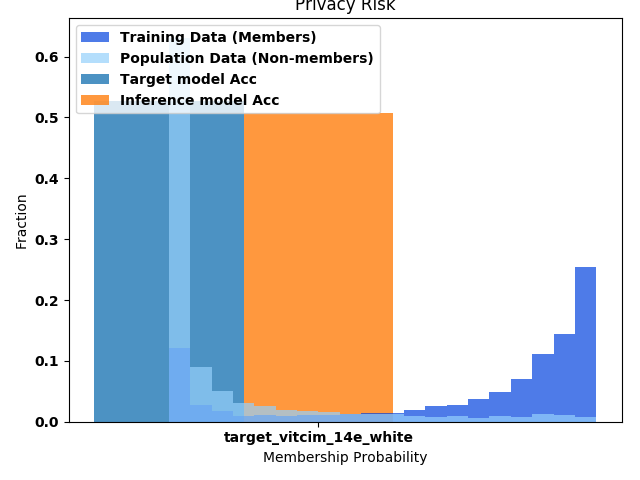 Privacy Risk
Training Data (Members)
Population Data (Non-members)
Target model Acc
Inference model Acc
0.6
0.5
0.4
0.3
0.2
0.1
0.0
Fraction
target_vitcim_14e_white
Membership Probability